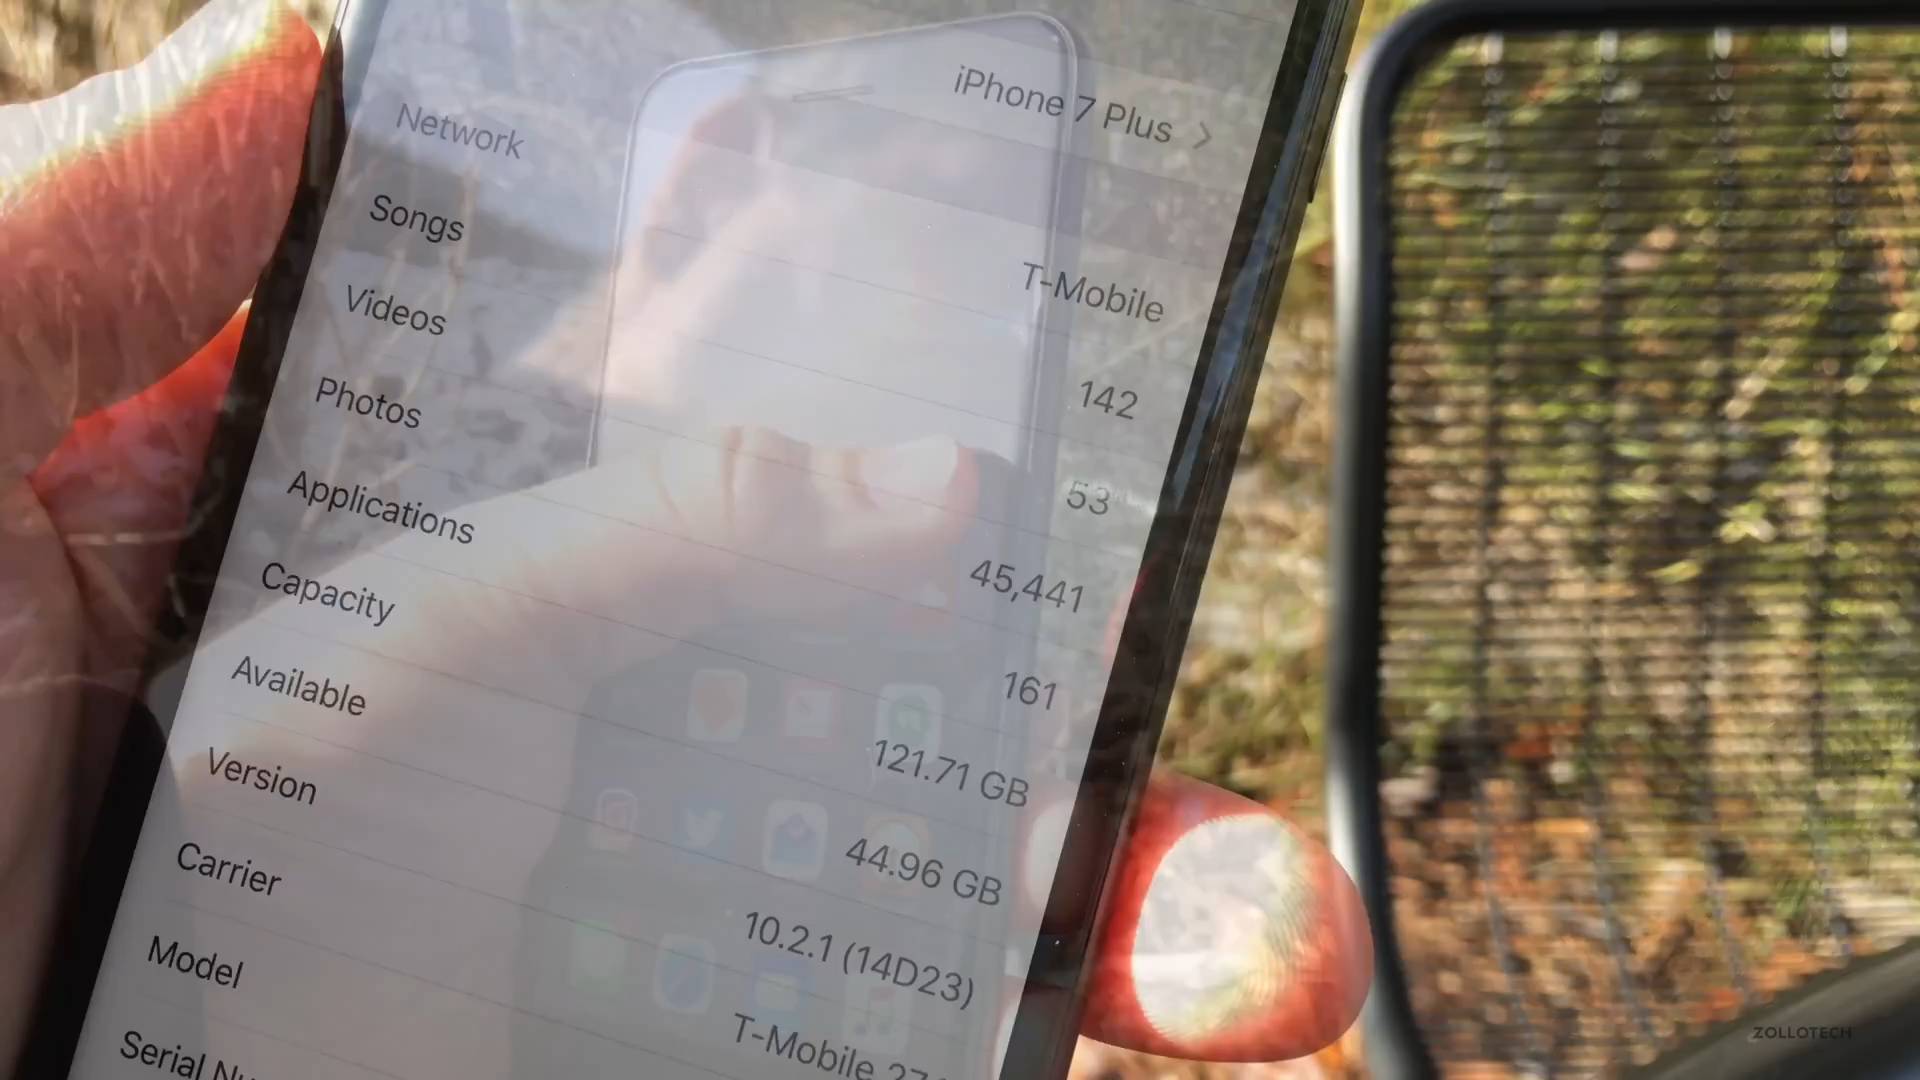 iPhone 7 Plus
Network T-Mobile
Songs 142
Videos 53
Photos 45,441
Applications 161
Capacity 121.71 GB
Available 44.96 GB
Version 10.2.1 (14D23)
Carrier T-Mobile
Model
Serial
ZOLLOTECH